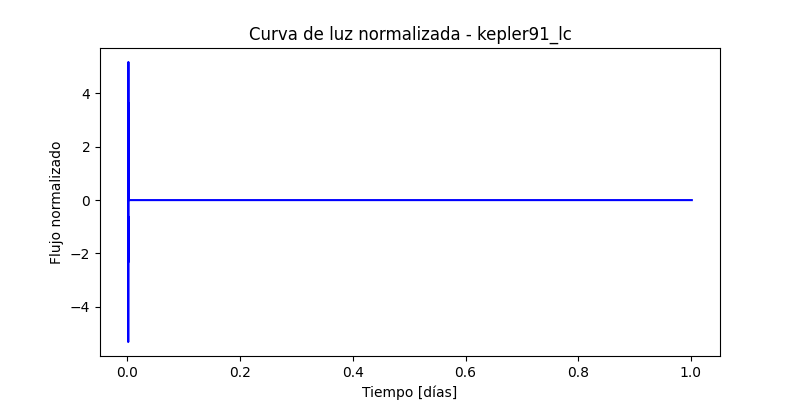 Curva de luz normalizada - kepler91_lc
Flujo normalizado
4
2
0
−2
−4
0.0 0.2 0.4 0.6 0.8 1.0
Tiempo [días]